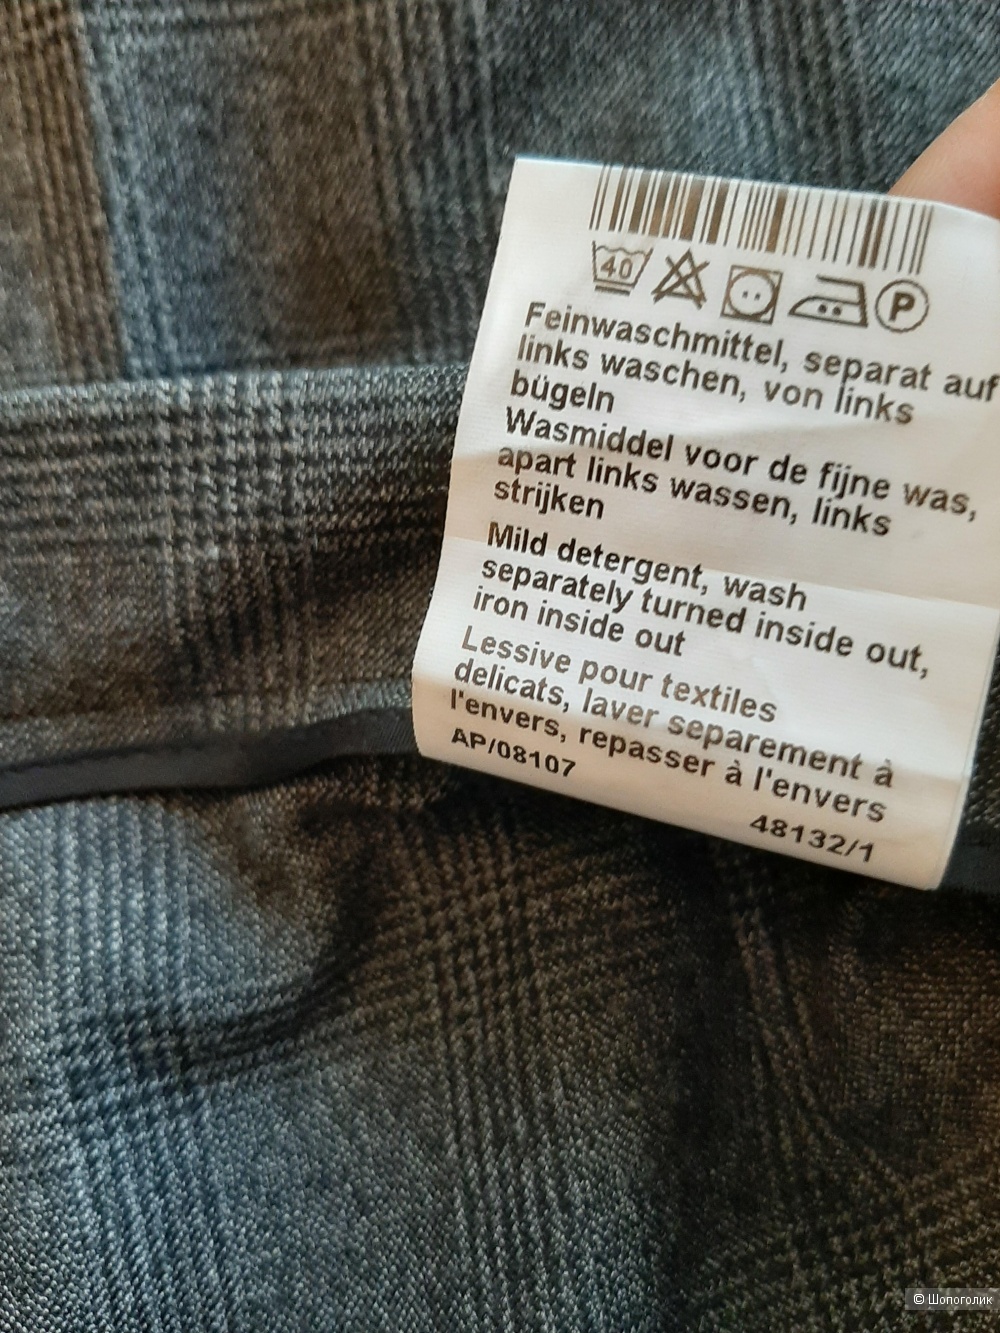 40
P
Feinwaschmittel, separat auf
links waschen, von links
bügeln
Wasmiddel voor de fijne was,
apart links wassen, links
strijken
Mild detergent, wash
separately turned inside out,
iron inside out
Lessive pour textiles
delicats, laver separement à
l'envers, repasser à l'envers
AP/08107
48132/1
© Шопоголик